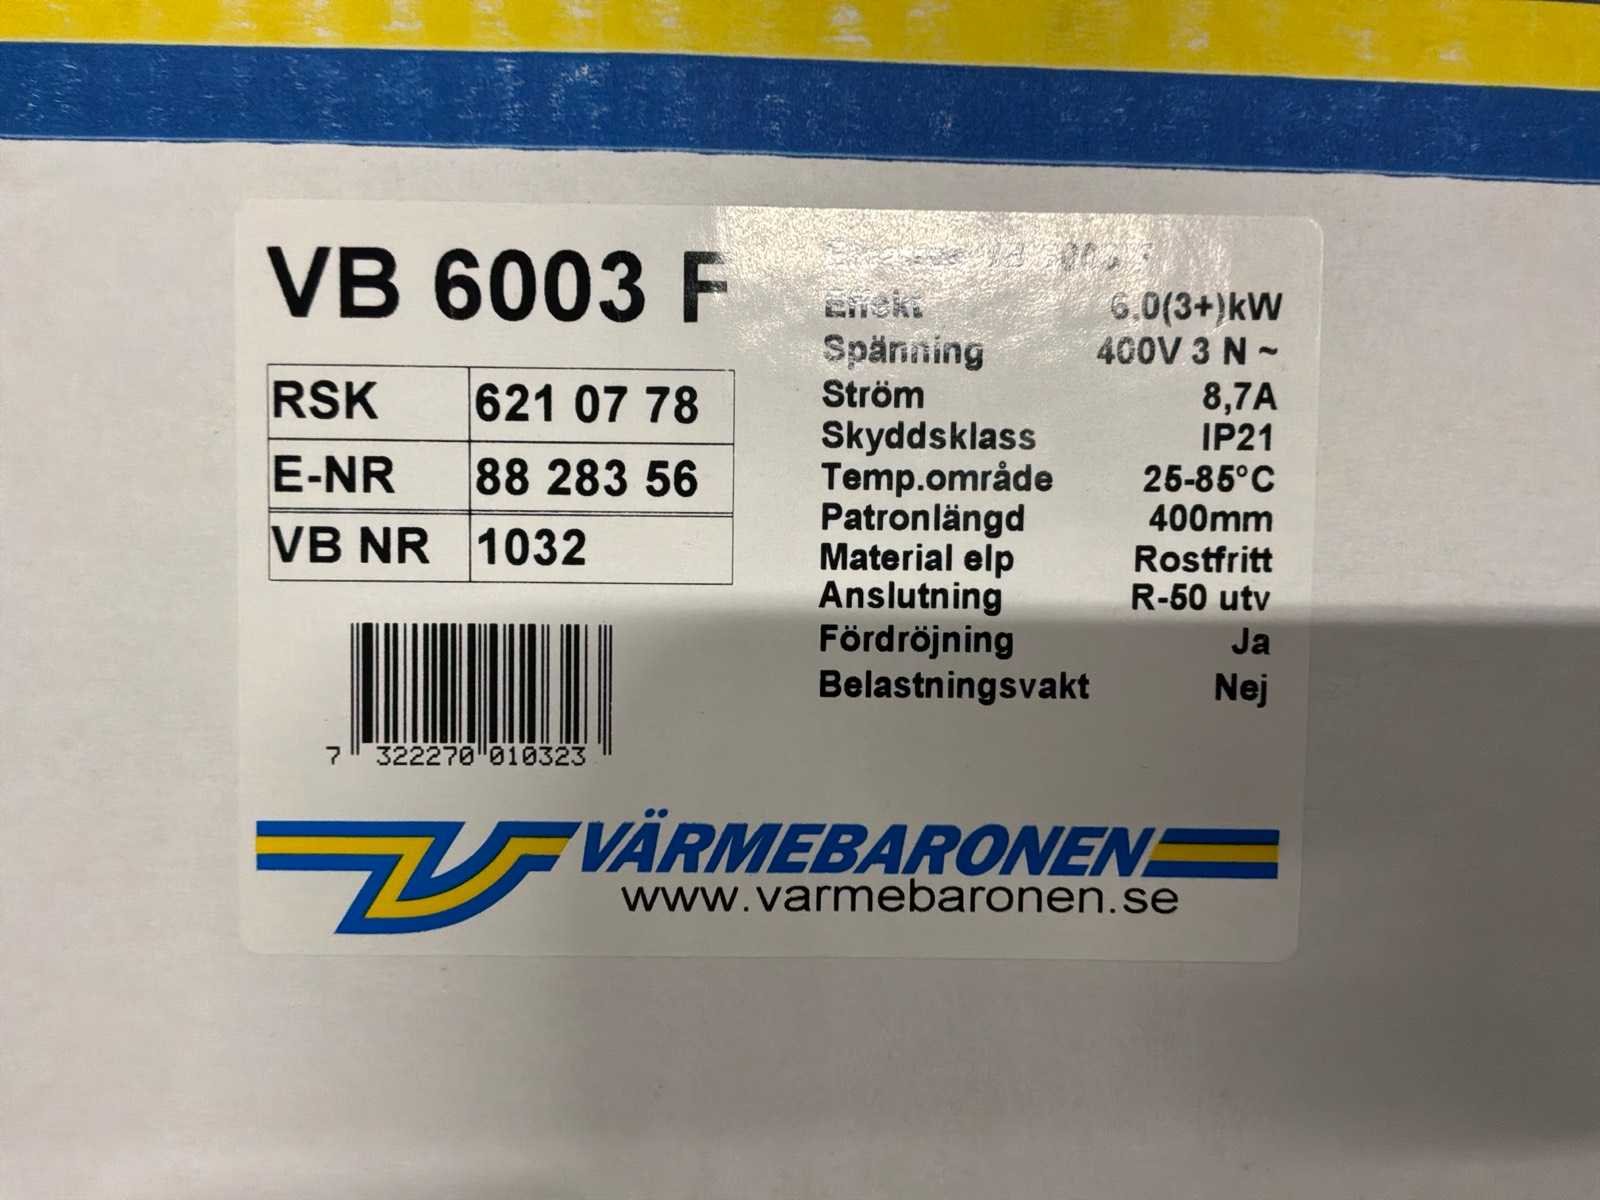 VB 6003 F
RSK 621 07 78
E-NR 88 283 56
VB NR 1032
7 322270 010323
Effekt 6,0(3+)kW
Spänning 400V 3 N ~
Ström 8,7A
Skyddsklass IP21
Temp.område 25-85°C
Patronlängd 400mm
Material elp Rostfritt
Anslutning R-50 utv
Fördröjning Ja
Belastningsvakt Nej
VÄRMEBARONEN
www.varmebaronen.se